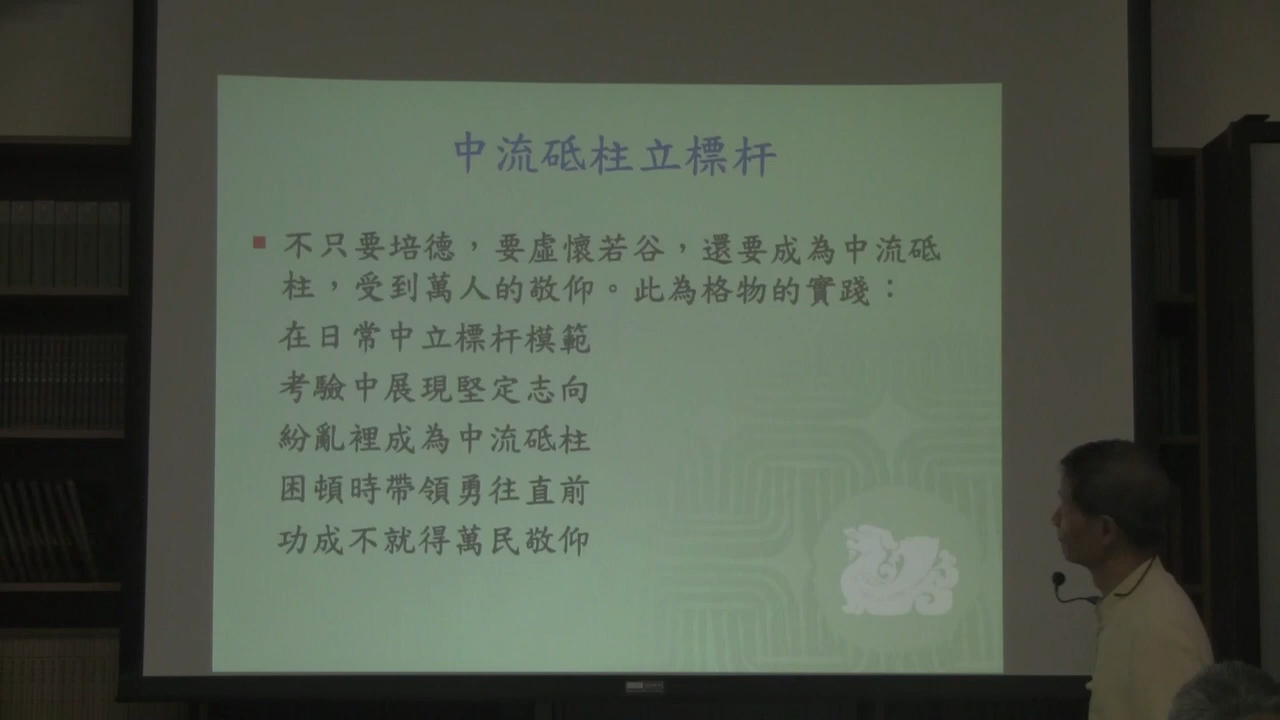 中流砥柱立標杆
不只要培德，要虛懷若谷，還要成為中流砥
柱，受到萬人的敬仰。此為格物的實踐：
在日常中立標杆模範
考驗中展現堅定志向
紛亂裡成為中流砥柱
困頓時帶領勇往直前
功成不就得萬民敬仰